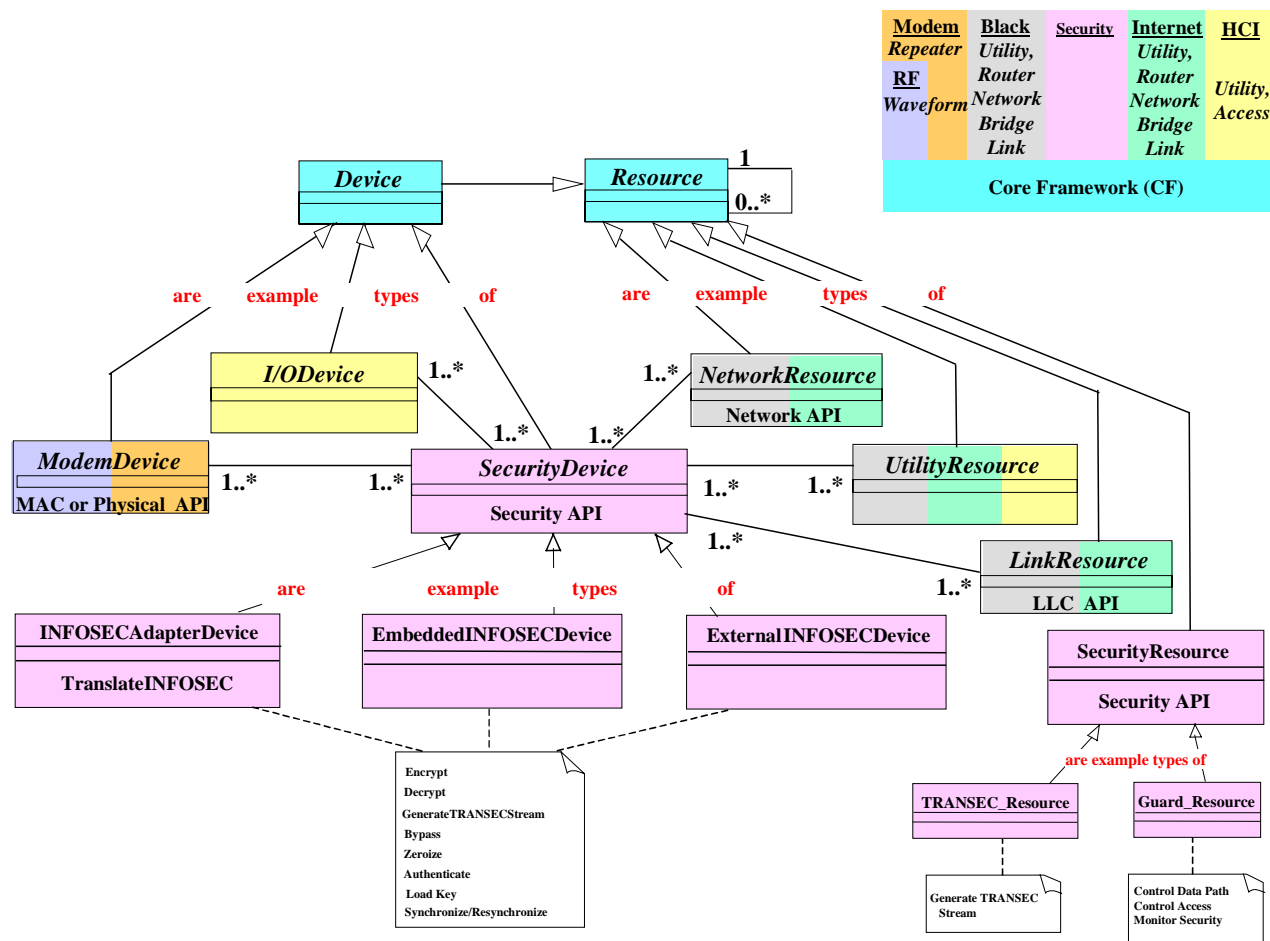 Modem
Repeater
RF
Waveform
Black
Utility,
Router
Network
Bridge
Link
Security
Internet
Utility,
Router
Network
Bridge
Link
HCI
Utility,
Access
Core Framework (CF)
Device
Resource
1
0..*
are example types of
are example types of
I/ODevice
1..*
1..*
NetworkResource
Network API
1..*
1..*
ModemDevice
MAC or Physical API
1..*
1..*
SecurityDevice
Security API
1..*
1..*
UtilityResource
1..*
1..*
LinkResource
LLC API
are example types of
INFOSECAdapterDevice
TranslateINFOSEC
EmbeddedINFOSECDevice
ExternalINFOSECDevice
SecurityResource
Security API
are example types of
TRANSEC_Resource
Guard_Resource
Encrypt
Decrypt
GenerateTRANSECStream
Bypass
Zeroize
Authenticate
Load Key
Synchronize/Resynchronize
Generate TRANSEC
Stream
Control Data Path
Control Access
Monitor Security